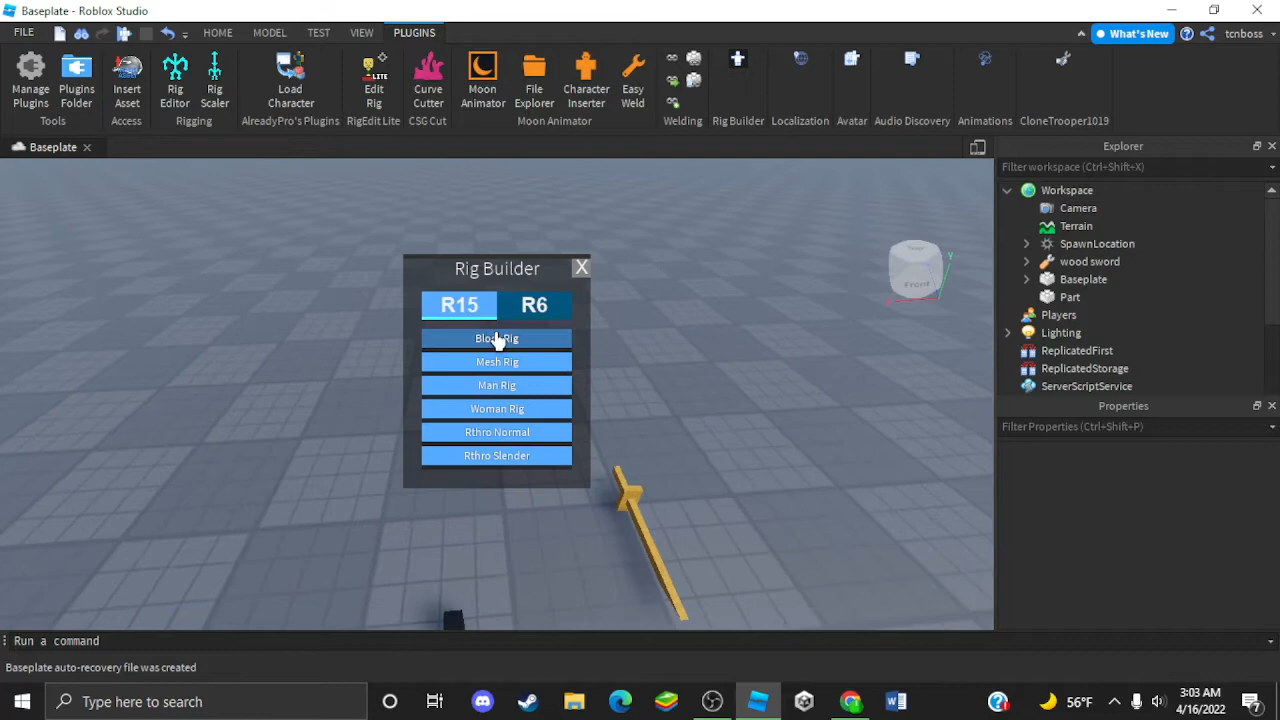 Baseplate - Roblox Studio
FILE HOME MODEL TEST VIEW PLUGINS What's New tcnboss
Manage Plugins
Plugins Folder
Insert Asset
Rig Editor
Rig Scaler
Load Character
Edit Rig
LITE
Curve Cutter
Moon Animator
File Explorer
Character Inserter
Easy Weld
Tools Access Rigging AlreadyPro's Plugins RigEdit Lite CSG Cut Moon Animator Welding Rig Builder Localization Avatar Audio Discovery Animations CloneTrooper1019
Baseplate
Explorer
Filter workspace (Ctrl+Shift+X)
Workspace
Camera
Terrain
SpawnLocation
wood sword
Baseplate
Part
Players
Lighting
ReplicatedFirst
ReplicatedStorage
ServerScriptService
Properties
Filter Properties (Ctrl+Shift+P)
Front
Y
Rig Builder X
R15 R6
Mesh Rig
Man Rig
Woman Rig
Rthro Normal
Rthro Slender
Run a command
Baseplate auto-recovery file was created
Type here to search
56°F
3:03 AM
4/16/2022
7